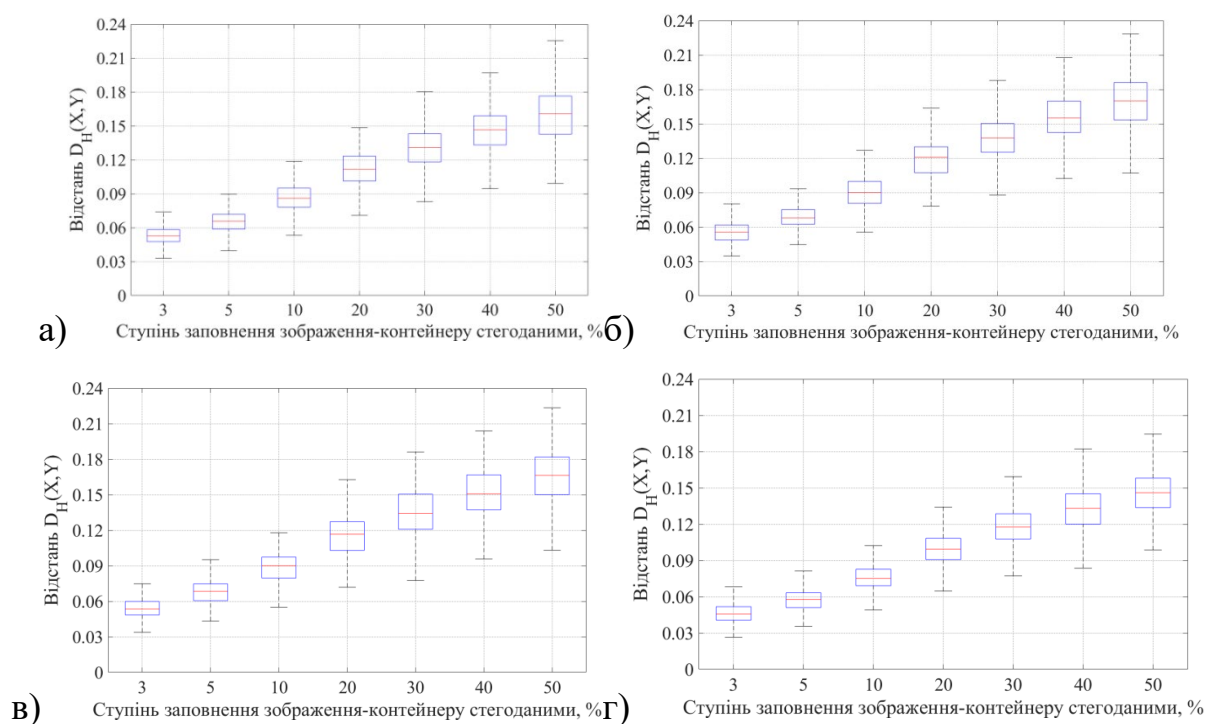 0.24
0.21
0.18
0.15
0.12
0.09
0.06
0.03
0
Відстань D_H(X,Y)
3 5 10 20 30 40 50
Ступінь заповнення зображення-контейнеру стегоданими, %
а)
0.24
0.21
0.18
0.15
0.12
0.09
0.06
0.03
0
Відстань D_H(X,Y)
3 5 10 20 30 40 50
Ступінь заповнення зображення-контейнеру стегоданими, %
б)
0.24
0.21
0.18
0.15
0.12
0.09
0.06
0.03
0
Відстань D_H(X,Y)
3 5 10 20 30 40 50
Ступінь заповнення зображення-контейнеру стегоданими, %
в)
0.24
0.21
0.18
0.15
0.12
0.09
0.06
0.03
0
Відстань D_H(X,Y)
3 5 10 20 30 40 50
Ступінь заповнення зображення-контейнеру стегоданими, %
г)